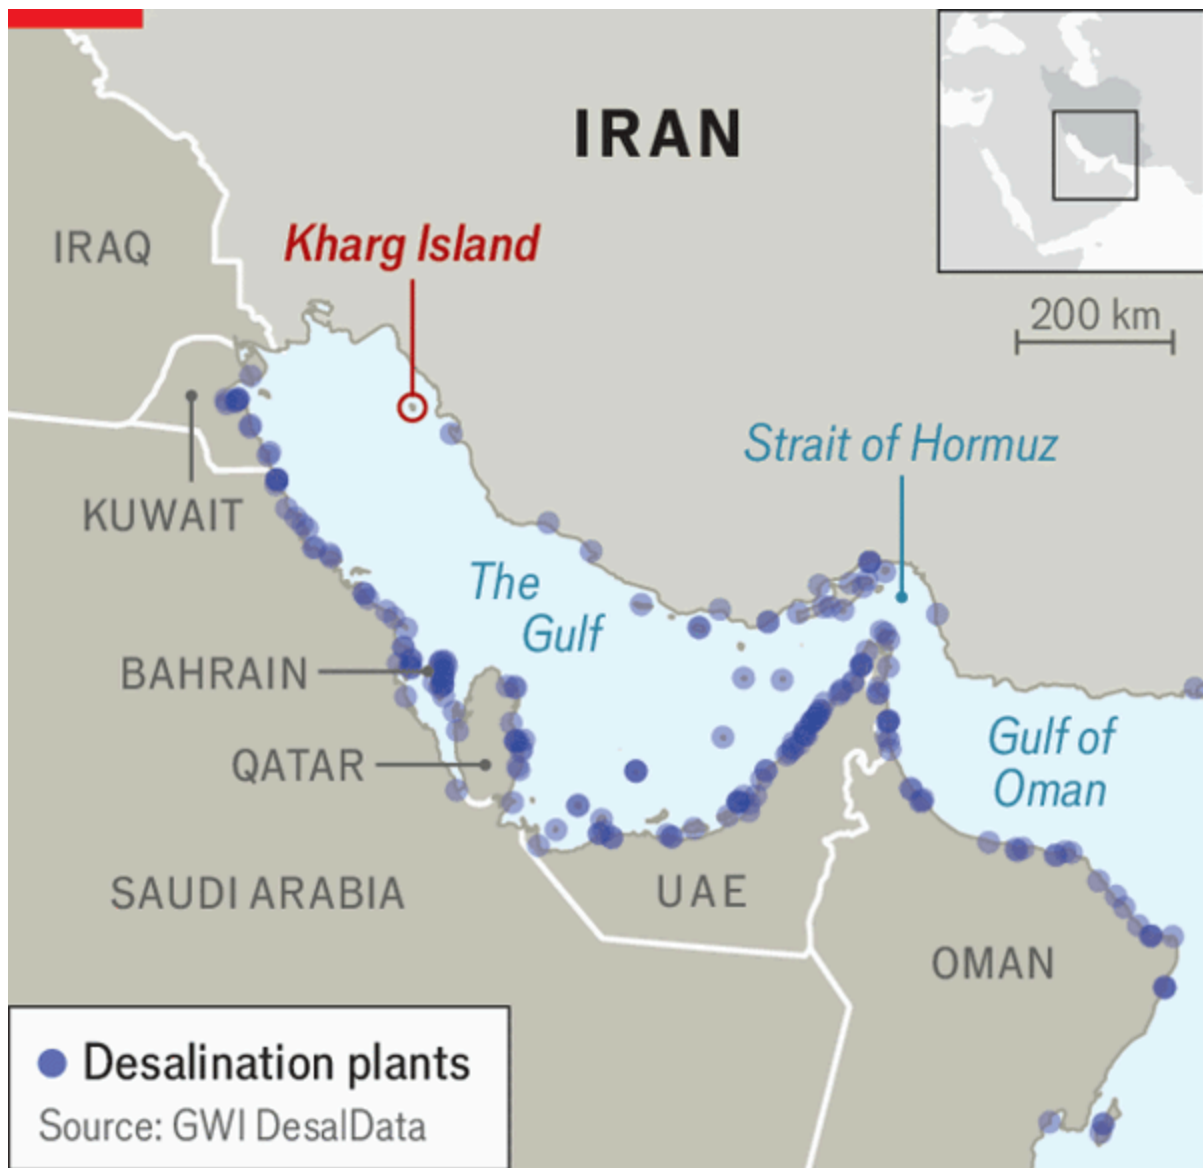 IRAN
IRAQ
Kharg Island
200 km
Strait of Hormuz
KUWAIT
The
Gulf
BAHRAIN
QATAR
Gulf of
Oman
SAUDI ARABIA
UAE
OMAN
Desalination plants
Source: GWI DesalData